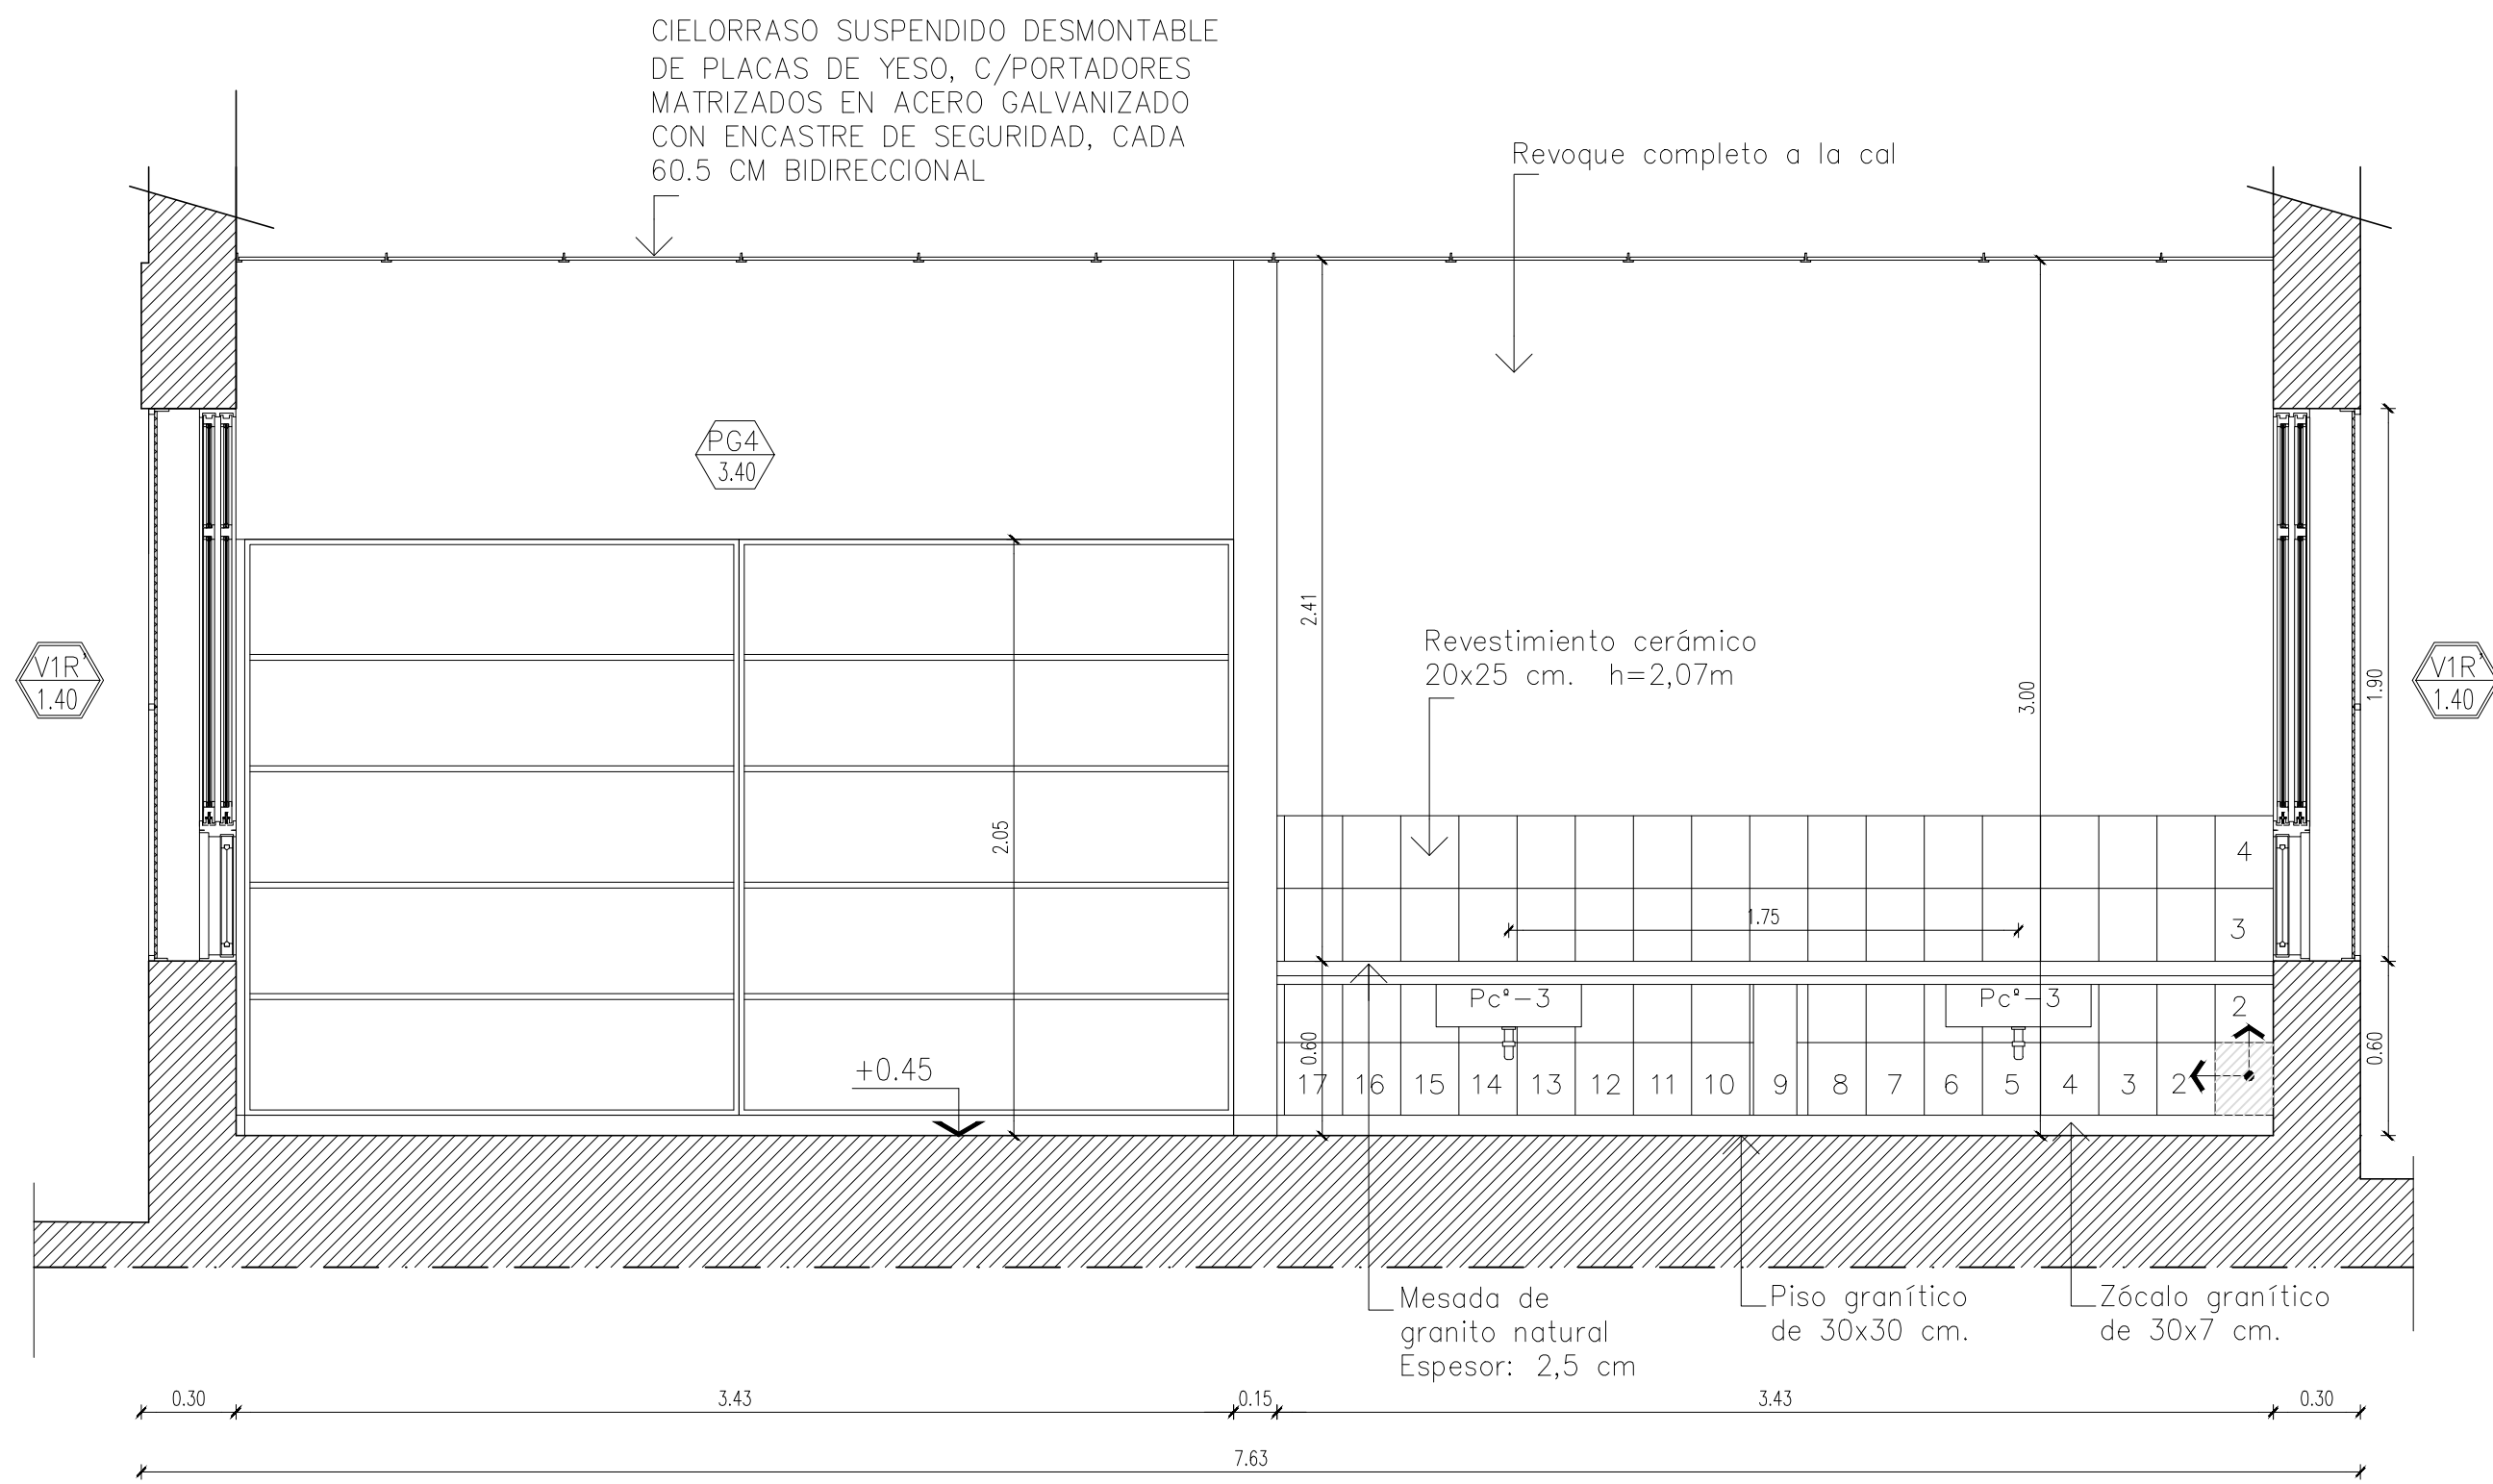 CIELORRASO SUSPENDIDO DESMONTABLE
DE PLACAS DE YESO, C/PORTADORES
MATRIZADOS EN ACERO GALVANIZADO
CON ENCASTRE DE SEGURIDAD, CADA
60.5 CM BIDIRECCIONAL
Revoque completo a la cal
PG4
3.40
V1R'
1.40
2.41
Revestimiento cerámico
20x25 cm. h=2,07m
3.00
1.90
V1R'
1.40
2.05
4
1.75
3
Pc°-3
Pc°-3
2
0.60
0.60
+0.45
17 16 15 14 13 12 11 10 9 8 7 6 5 4 3 2
Mesada de
granito natural
Espesor: 2,5 cm
Piso granítico
de 30x30 cm.
Zócalo granítico
de 30x7 cm.
0.30 3.43 0.15 3.43 0.30
7.63